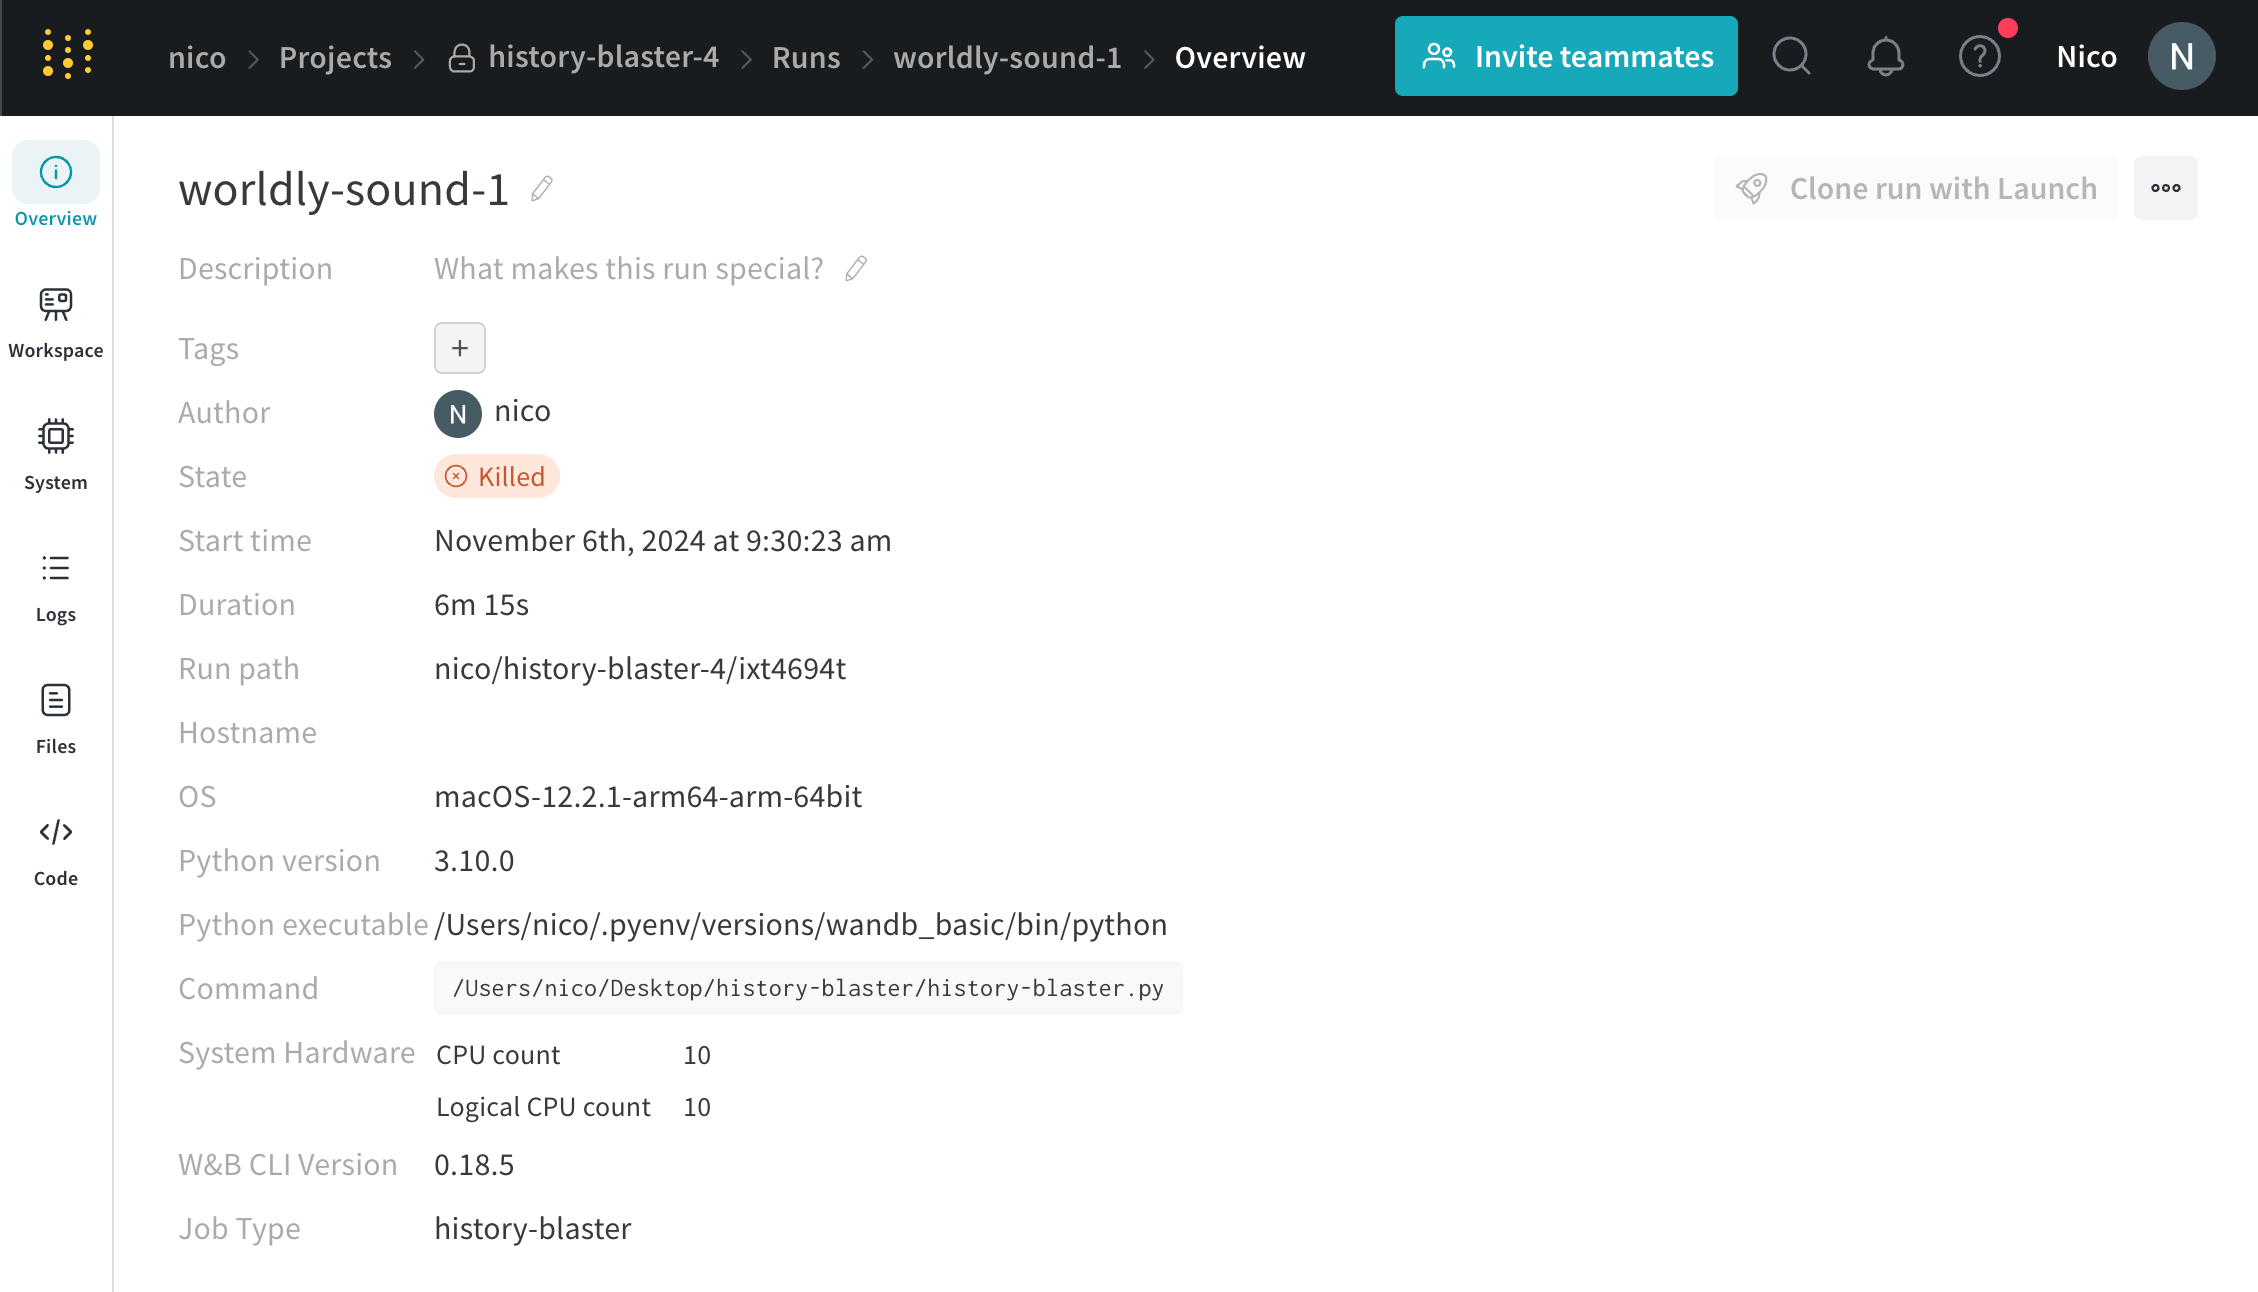 nico > Projects > history-blaster-4 > Runs > worldly-sound-1 > Overview
Invite teammates
?
Nico
N
Overview
Workspace
System
Logs
Files
Code
worldly-sound-1
Clone run with Launch
Description What makes this run special?
Tags +
Author N nico
State Killed
Start time November 6th, 2024 at 9:30:23 am
Duration 6m 15s
Run path nico/history-blaster-4/ixt4694t
Hostname
OS macOS-12.2.1-arm64-arm-64bit
Python version 3.10.0
Python executable /Users/nico/.pyenv/versions/wandb_basic/bin/python
Command /Users/nico/Desktop/history-blaster/history-blaster.py
System Hardware CPU count 10
Logical CPU count 10
W&B CLI Version 0.18.5
Job Type history-blaster